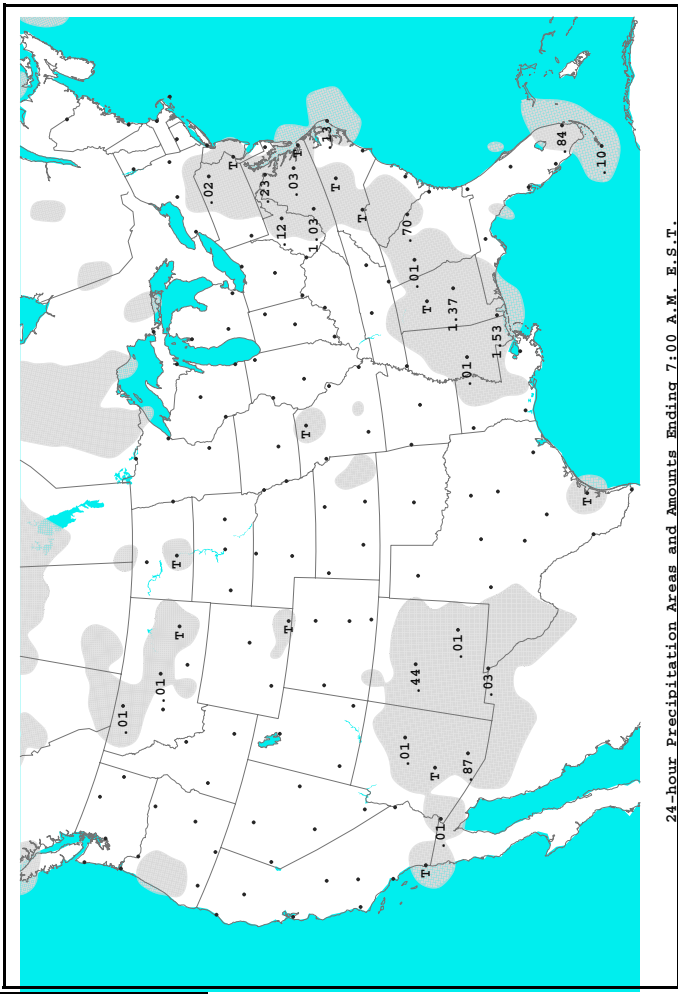 .01
.01
T
T
.02
T
.23
.12
T
.03
T
T
1.03
.13
T
T
.01
.70
.01
.44
T
T
T
.01
1.37
.01
.01
.87
.03
1.53
.84
T
.10
24-hour Precipitation Areas and Amounts Ending 7:00 A.M. E.S.T.